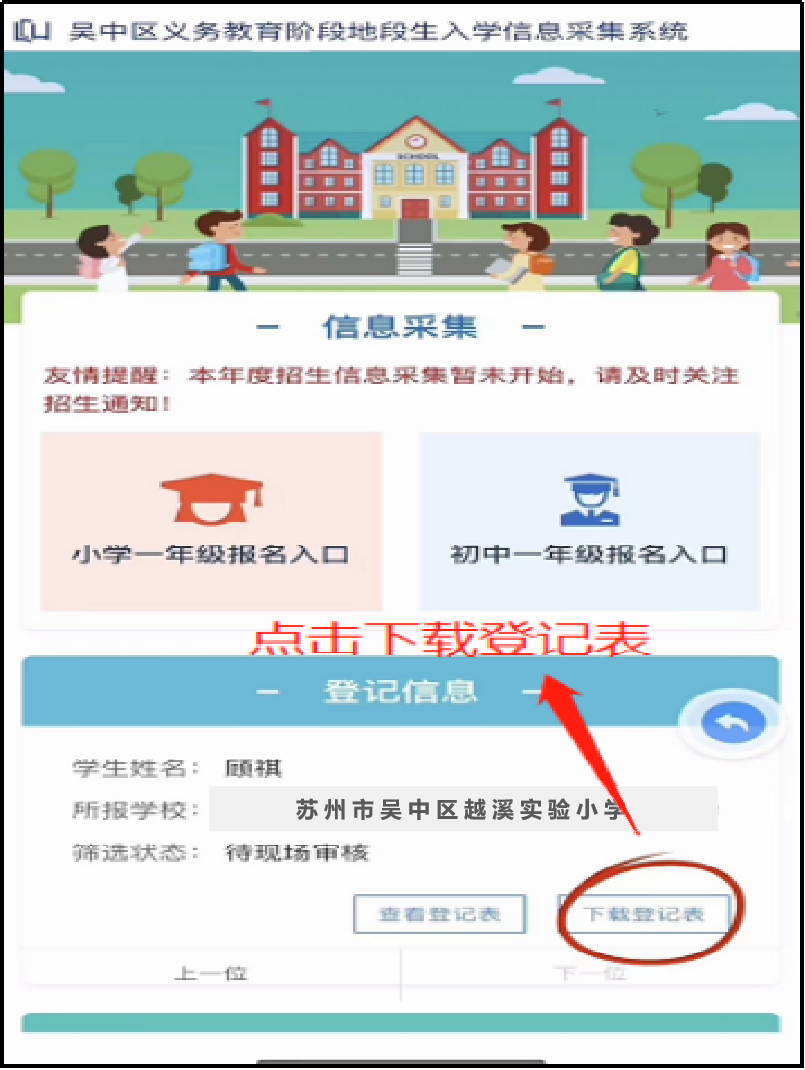 吴中区义务教育阶段地段生入学信息采集系统
SCHOOL
信息采集
友情提醒：本年度招生信息采集暂未开始，请及时关注
招生通知！
小学一年级报名入口
初中一年级报名入口
点击下载登记表
登记信息
学生姓名： 顾祺
所报学校： 苏州市吴中区越溪实验小学
筛选状态： 待现场审核
查看登记表 下载登记表
上一位 下一位